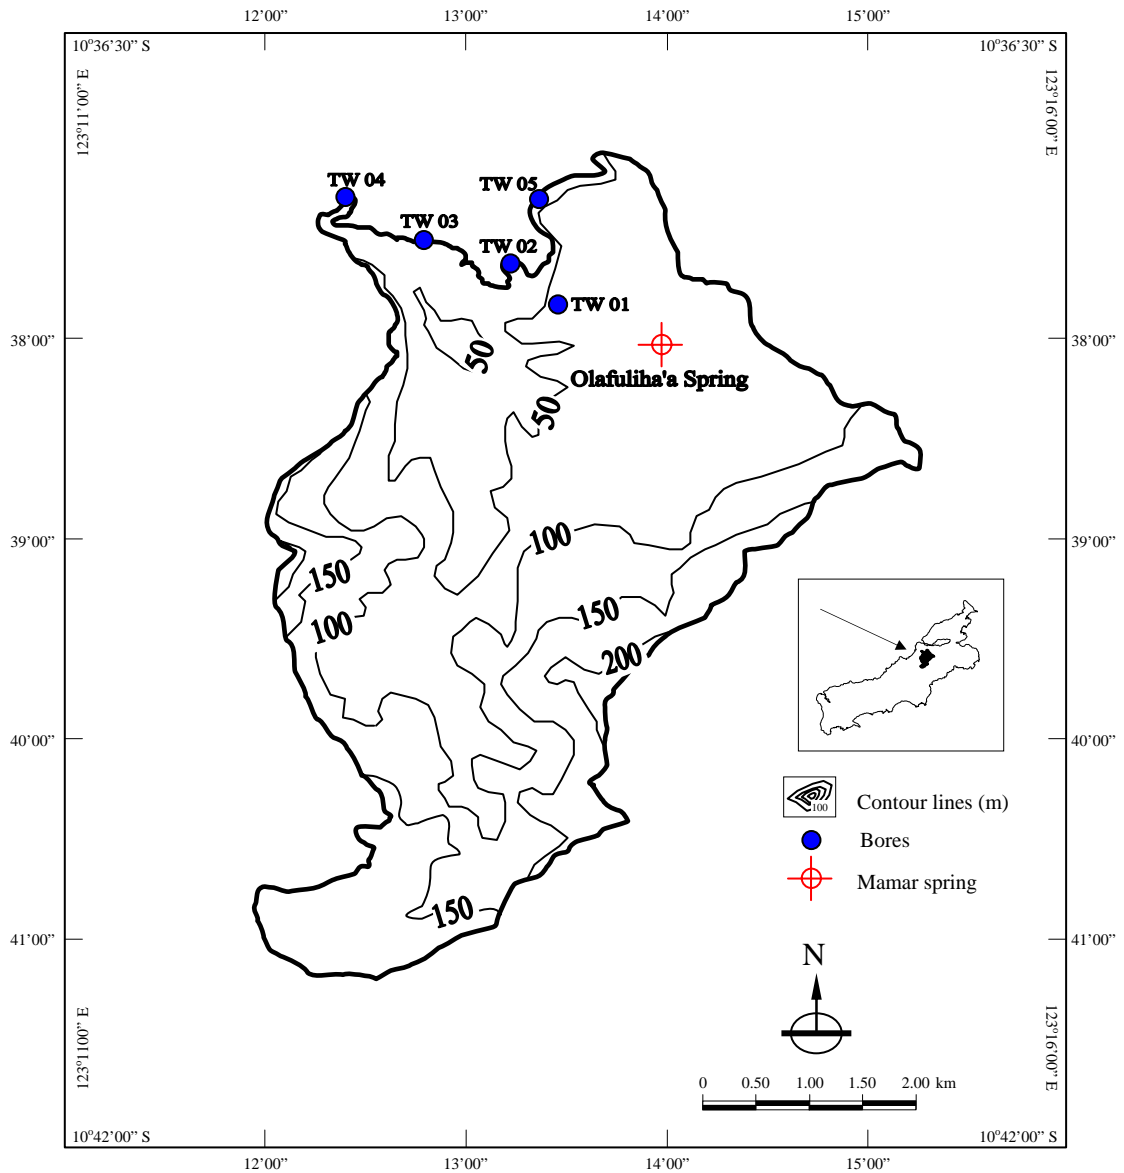 12'00" 13'00" 14'00" 15'00"
10°36'30" S 10°36'30" S
123°11'00" E
123°16'00" E
TW 04
TW 05
TW 03
TW 02
TW 01
38'00" 38'00"
50
Olafuliha'a Spring
50
39'00" 100 39'00"
150
150
100
200
40'00" 40'00"
100
Contour lines (m)
Bores
Mamar spring
150
41'00" 41'00"
N
123°1100" E
123°16'00" E
0 0.50 1.00 1.50 2.00 km
10°42'00" S 10°42'00" S
12'00" 13'00" 14'00" 15'00"